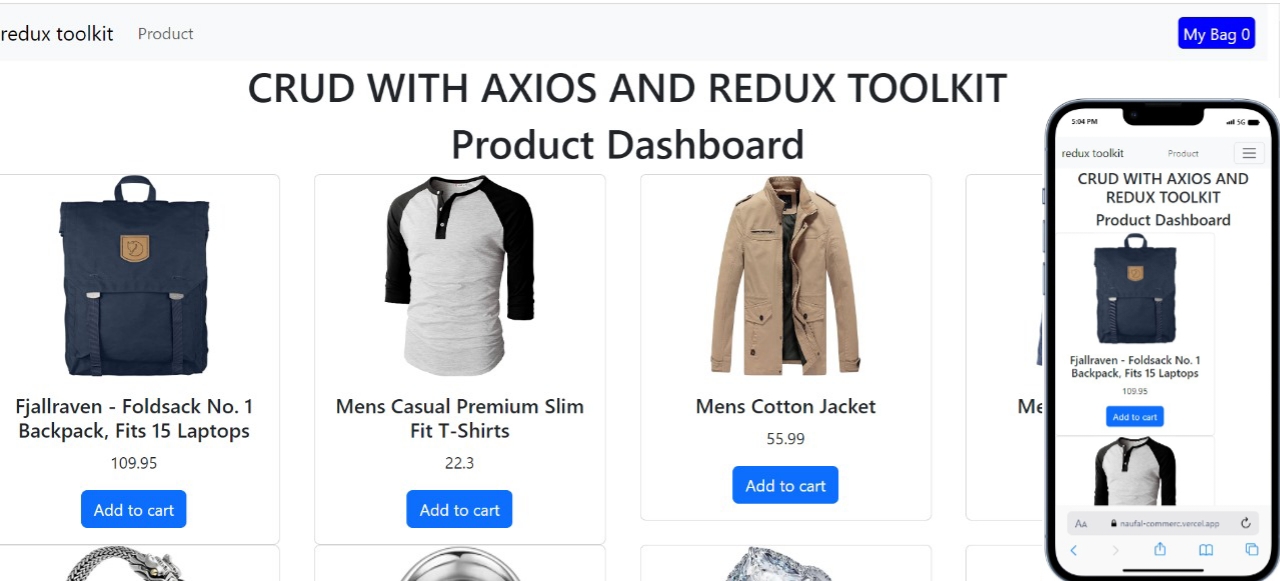 redux toolkit Product My Bag 0
CRUD WITH AXIOS AND REDUX TOOLKIT
Product Dashboard
Fjallraven - Foldsack No. 1
Backpack, Fits 15 Laptops
109.95
Add to cart
Mens Casual Premium Slim
Fit T-Shirts
22.3
Add to cart
Mens Cotton Jacket
55.99
Add to cart
5:04 PM 5G
redux toolkit Product
CRUD WITH AXIOS AND
REDUX TOOLKIT
Product Dashboard
Fjallraven - Foldsack No. 1
Backpack, Fits 15 Laptops
109.95
Add to cart
AA naufal-commerc.vercel.app